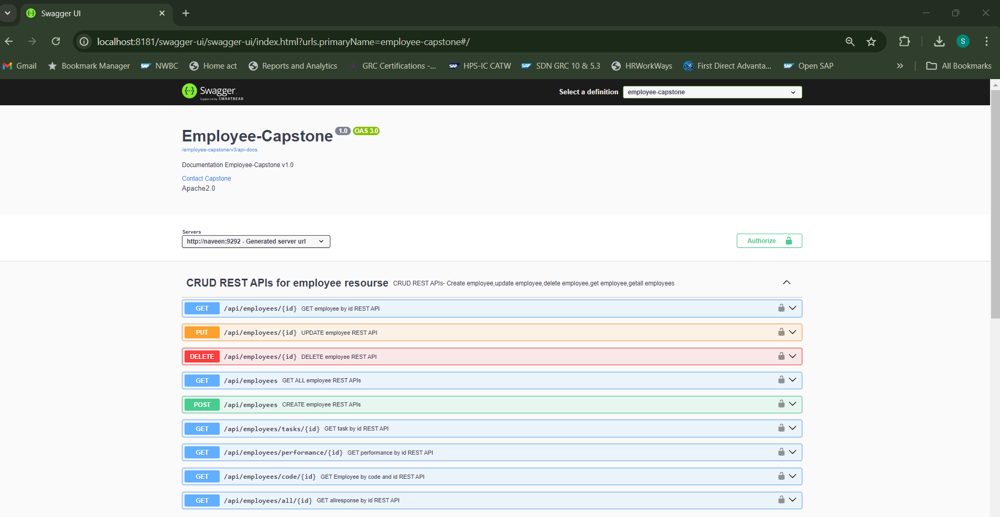 Swagger UI
localhost:8181/swagger-ui/swagger-ui/index.html?urls.primaryName=employee-capstone#/
S
Gmail Bookmark Manager NWBC Home act Reports and Analytics GRC Certifications -... HPS-IC CATW SDN GRC 10 & 5.3 HRWorkWays First Direct Advanta... Open SAP All Bookmarks
Swagger. Select a definition employee-capstone
Supported by SMARTBEAR
Employee-Capstone 1.0 OAS 3.0
/employee-capstone/v3/api-docs
Documentation Employee-Capstone v1.0
Contact Capstone
Apache2.0
Servers
http://naveen:9292 - Generated server url Authorize
CRUD REST APIs for employee resourse CRUD REST APIs- Create employee,update employee,delete employee,get employee,getall employees
GET /api/employees/{id} GET employee by id REST API
PUT /api/employees/{id} UPDATE employee REST API
DELETE /api/employees/{id} DELETE employee REST API
GET /api/employees GET ALL employee REST APIs
POST /api/employees CREATE employee REST APIs
GET /api/employees/tasks/{id} GET task by id REST API
GET /api/employees/performance/{id} GET performance by id REST API
GET /api/employees/code/{id} GET Employee by code and id REST API
GET /api/employees/all/{id} GET allresponse by id REST API